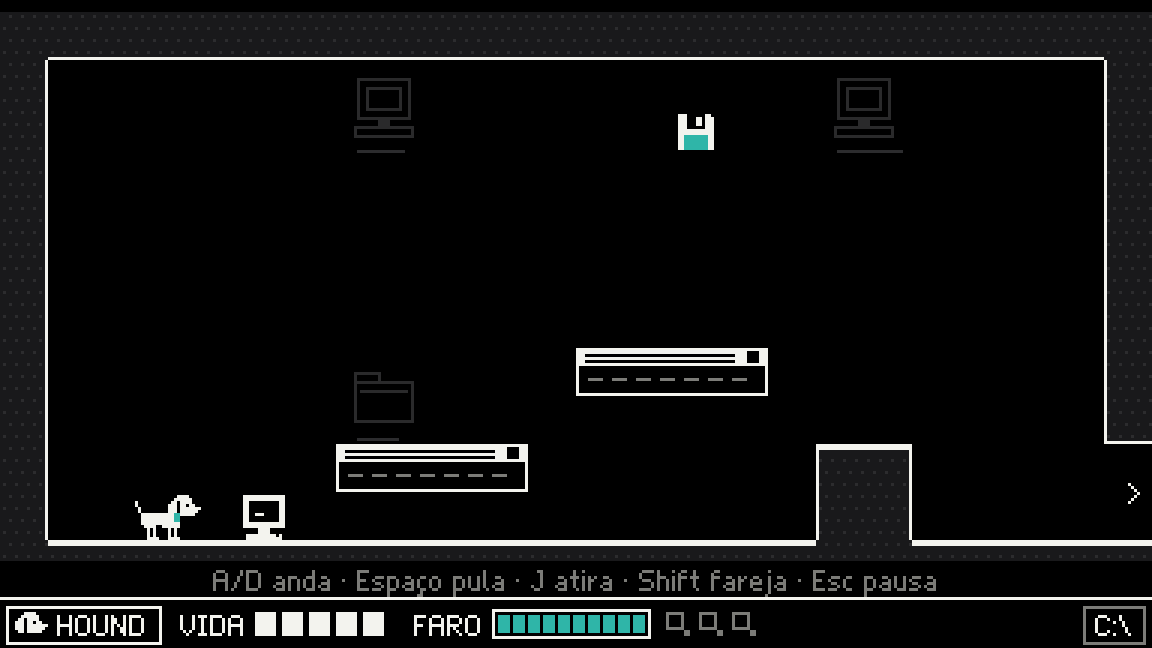 A/D anda · Espaço pula · J atira · Shift fareja · Esc pausa
HOUND VIDA FARO C:\